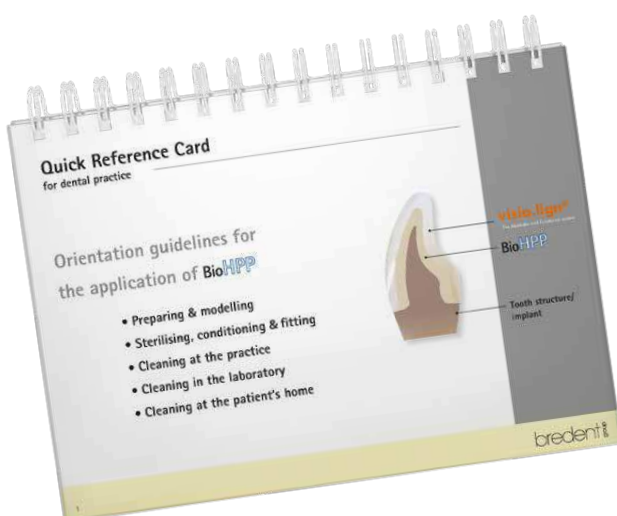 Quick Reference Card
for dental practice
Orientation guidelines for
the application of BioHPP
• Preparing & modelling
• Sterilising, conditioning & fitting
• Cleaning at the practice
• Cleaning in the laboratory
• Cleaning at the patient's home
visio.lign®
BioHPP
Tooth structure/
implant
bredent
group
1